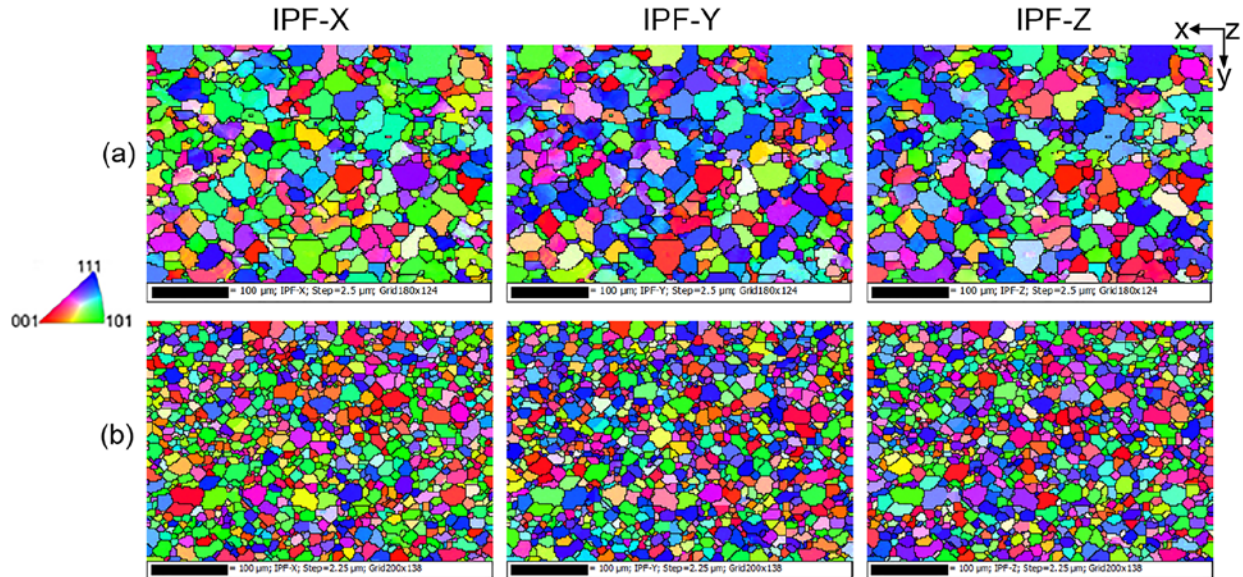 IPF-X IPF-Y IPF-Z
x z
y
(a)
= 100 µm; IPF-X; Step=2.5 µm; Grid180x124 = 100 µm; IPF-Y; Step=2.5 µm; Grid180x124 = 100 µm; IPF-Z; Step=2.5 µm; Grid180x124
111
001 101
(b)
= 100 µm; IPF-X; Step=2.25 µm; Grid200x138 = 100 µm; IPF-Y; Step=2.25 µm; Grid200x138 = 100 µm; IPF-Z; Step=2.25 µm; Grid200x138